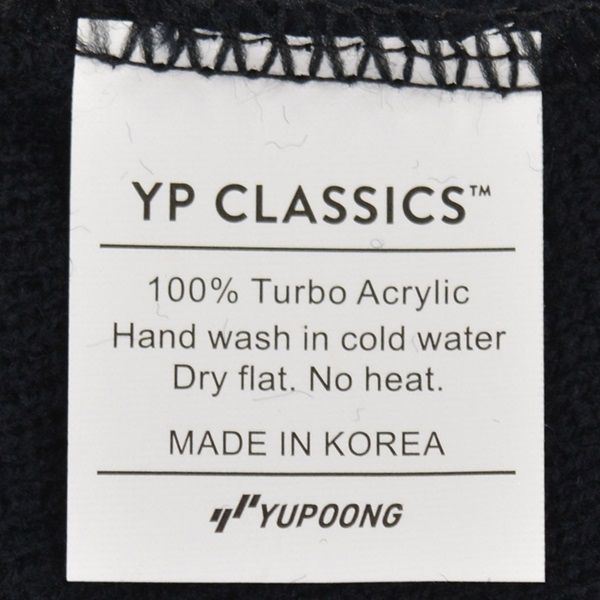 YP CLASSICS™
100% Turbo Acrylic
Hand wash in cold water
Dry flat. No heat.
MADE IN KOREA
YUPOONG